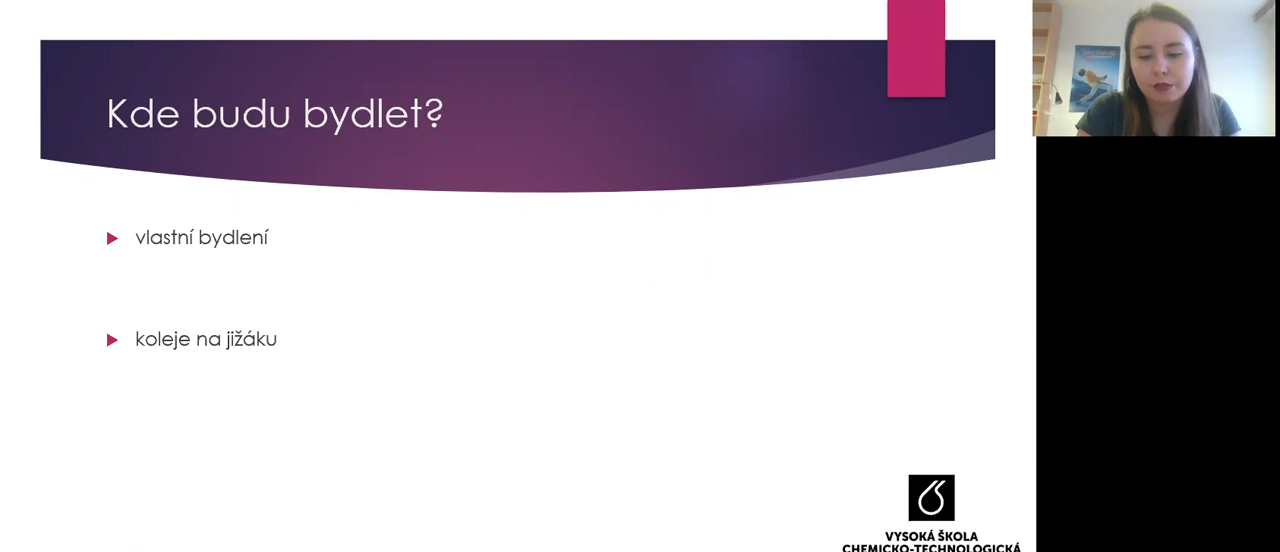 Kde budu bydlet?
vlastní bydlení
koleje na jižáku
VYSOKÁ ŠKOLA
CHEMICKO-TECHNOLOGICKÁ